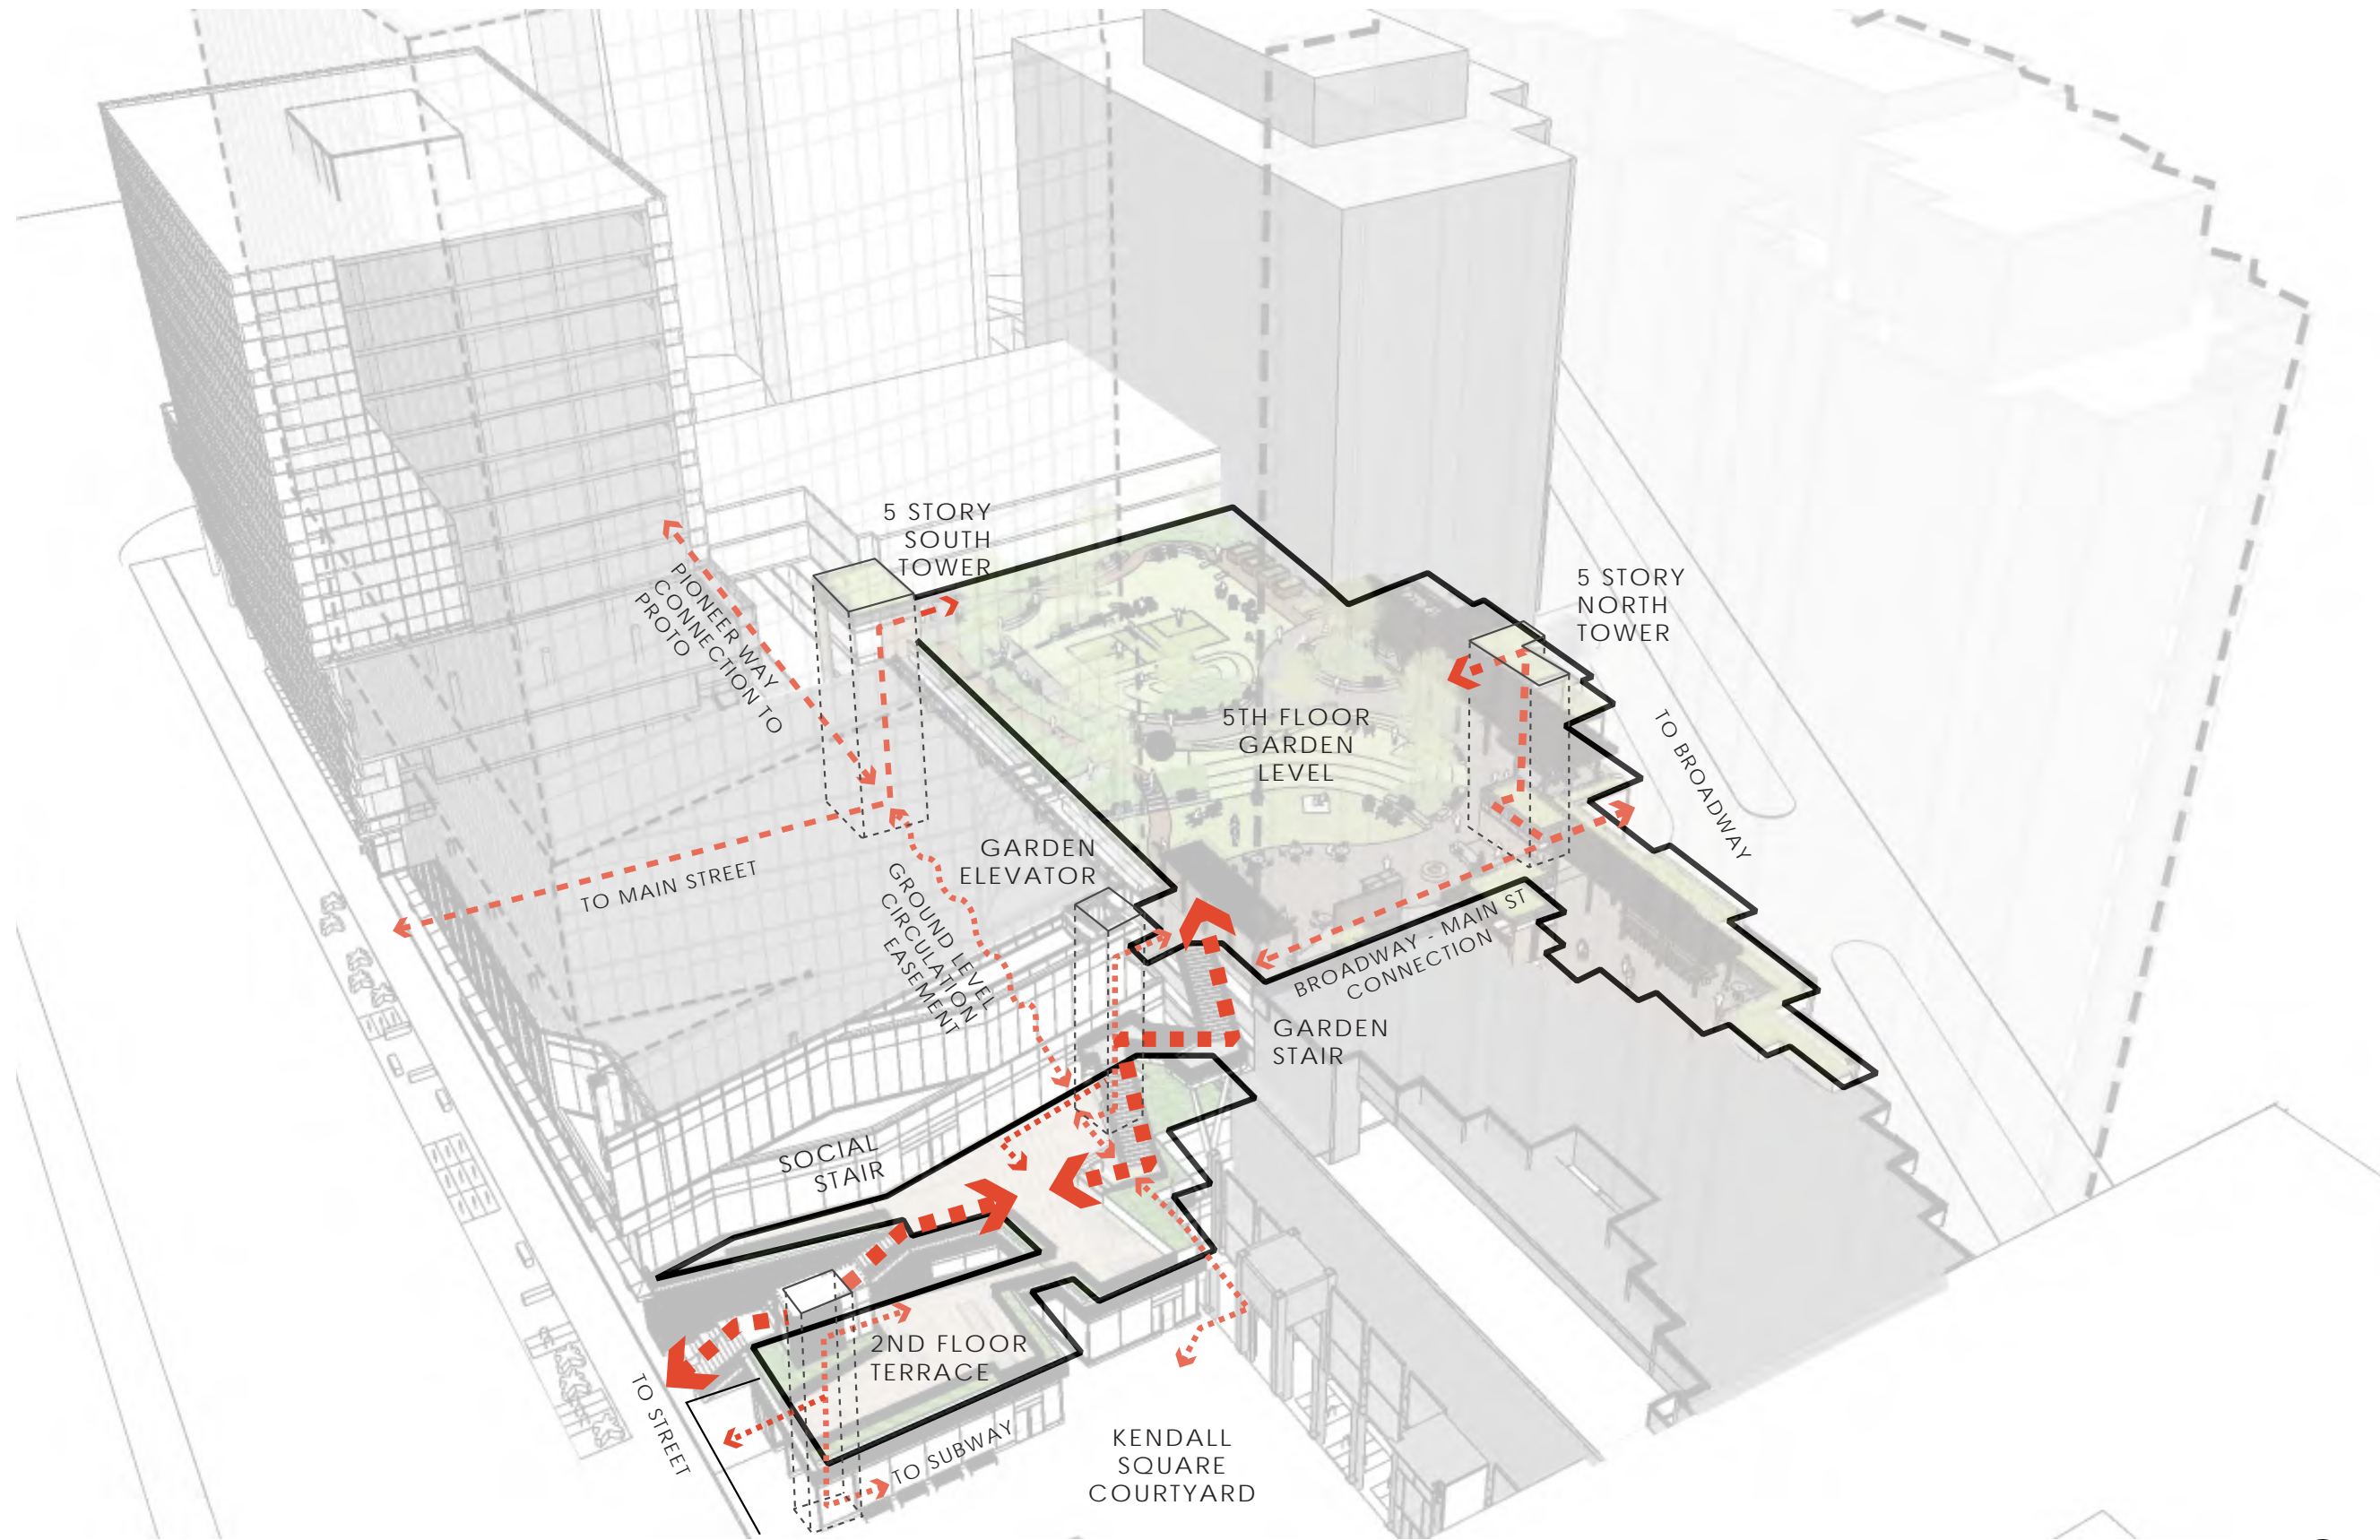 5 STORY
SOUTH
TOWER
5 STORY
NORTH
TOWER
PIONEER WAY
CONNECTION TO
PROTO
5TH FLOOR
GARDEN
LEVEL
TO BROADWAY
TO MAIN STREET
GARDEN
ELEVATOR
GROUND LEVEL
CIRCULATION
EASEMENT
BROADWAY - MAIN ST
CONNECTION
GARDEN
STAIR
SOCIAL
STAIR
2ND FLOOR
TERRACE
TO STREET
TO SUBWAY
KENDALL
SQUARE
COURTYARD